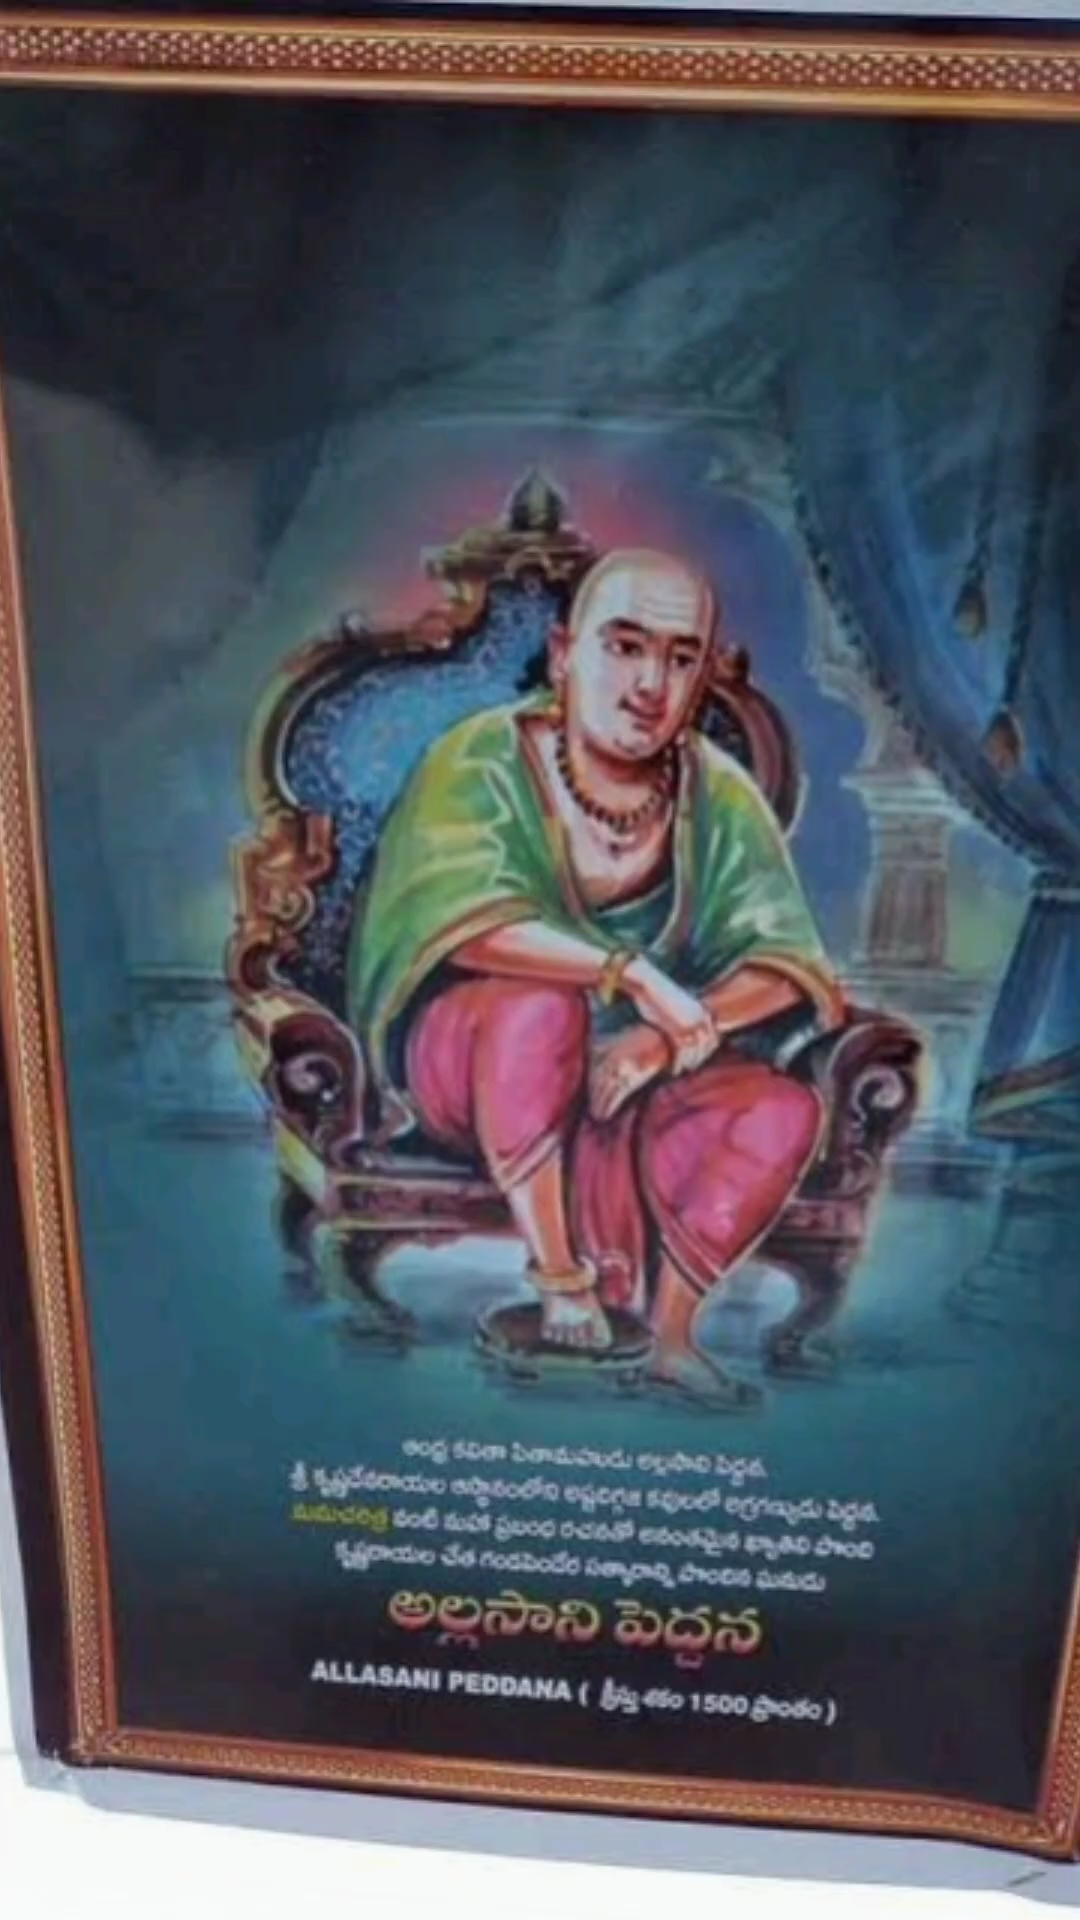 ఆంధ్ర కవితా పితామహుడు అల్లసాని పెద్దన.
శ్రీ కృష్ణదేవరాయల ఆస్థానంలోని అష్టదిగ్గజ కవులలో అగ్రగణ్యుడు పెద్దన.
మనుచరిత్ర వంటి మహా ప్రబంధ రచనతో అనంతమైన ఖ్యాతిని పొంది
కృష్ణరాయల చేత గండపెండేర సత్కారాన్ని పొందిన ఘనుడు
అల్లసాని పెద్దన
ALLASANI PEDDANA ( క్రీస్తు శకం 1500 ప్రాంతం )